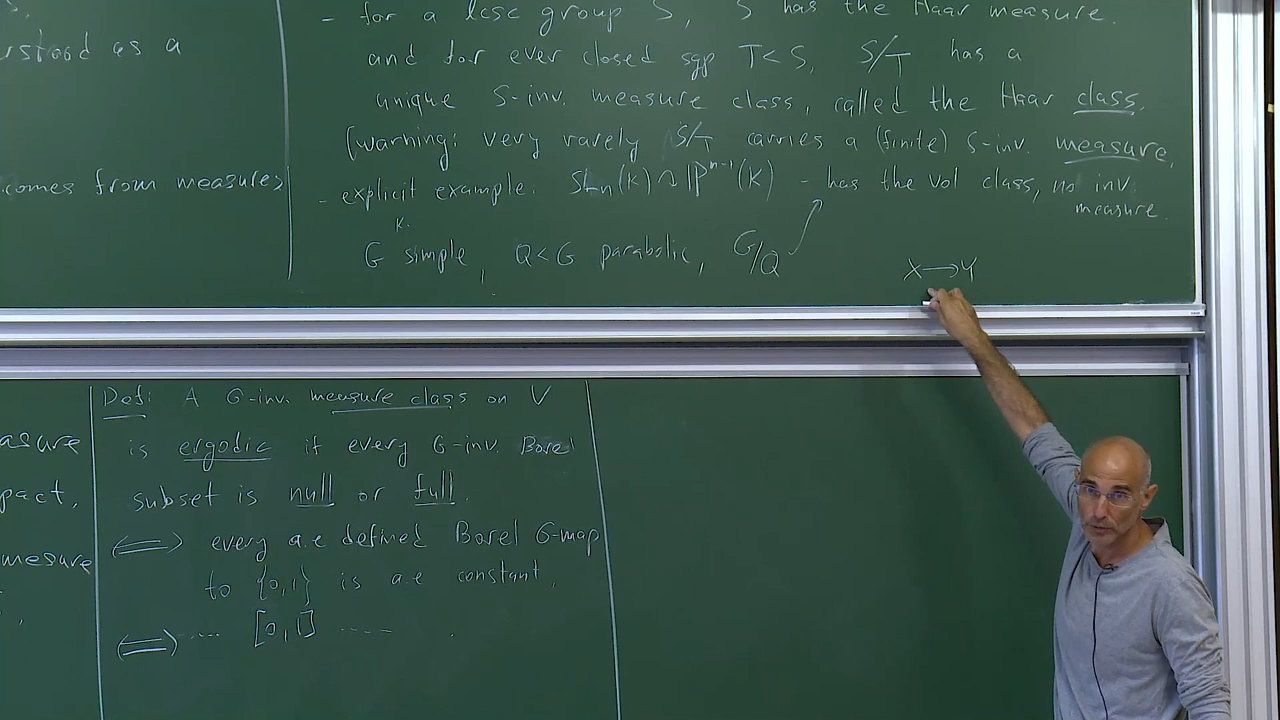 rstood as a
comes from measures
- for a lcsc group S, S has the Haar measure.
and for ever closed sgp T<S, S/T has a
unique S-inv. measure class, called the Haar class.
(warning: very rarely S/T carries a (finite) S-inv. measure,
- explicit example: SLn(K) ↷ ℙⁿ⁻¹(K) - has the vol class, no inv.
measure.
K.
G simple, Q<G parabolic, G/Q
X→Y
asure
pact,
mesure
Def: A G-inv. measure class on V
is ergodic if every G-inv. Borel
subset is null or full.
⟺ every a.e defined Borel G-map
to {0,1} is a.e constant.
⟺ .... [0,1] ....